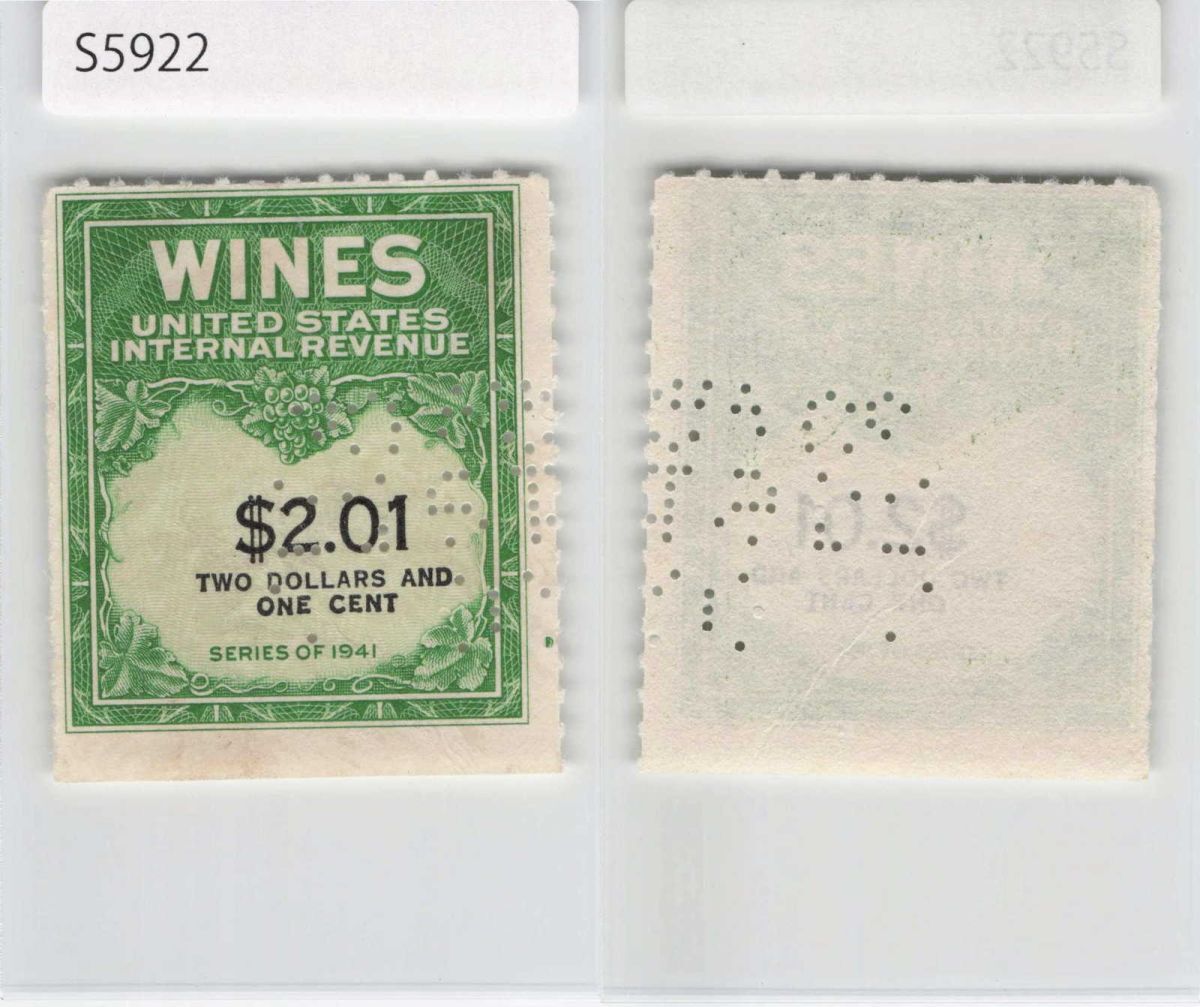 S5922
WINES
UNITED STATES
INTERNAL REVENUE
$2.01
TWO DOLLARS AND
ONE CENT
SERIES OF 1941